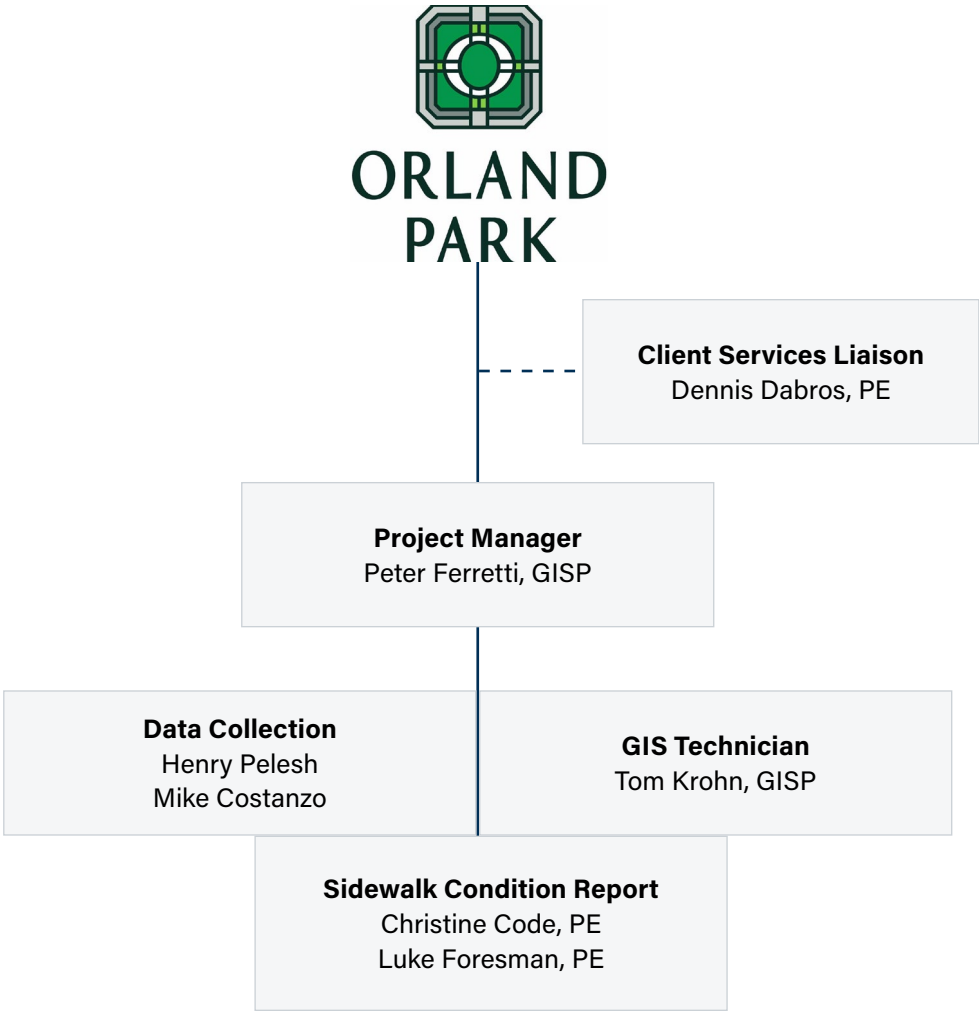 ORLAND
PARK
Client Services Liaison
Dennis Dabros, PE
Project Manager
Peter Ferretti, GISP
Data Collection
Henry Pelesh
Mike Costanzo
GIS Technician
Tom Krohn, GISP
Sidewalk Condition Report
Christine Code, PE
Luke Foresman, PE